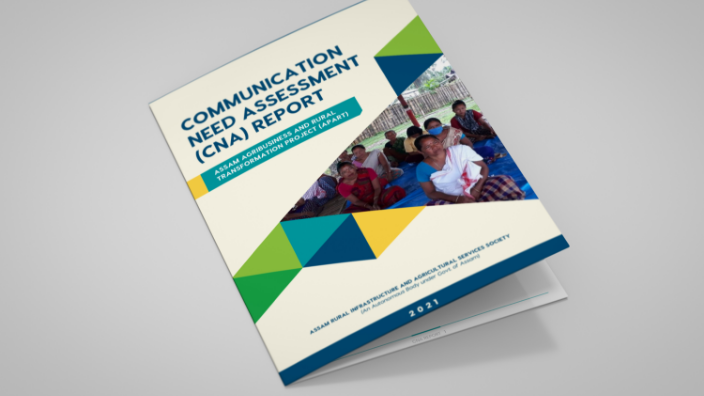 COMMUNICATION
NEED ASSESSMENT
(CNA) REPORT
ASSAM AGRIBUSINESS AND RURAL
TRANSFORMATION PROJECT (APART)
ASSAM RURAL INFRASTRUCTURE AND AGRICULTURAL SERVICES SOCIETY
(An Autonomous Body under Govt. of Assam)
2021